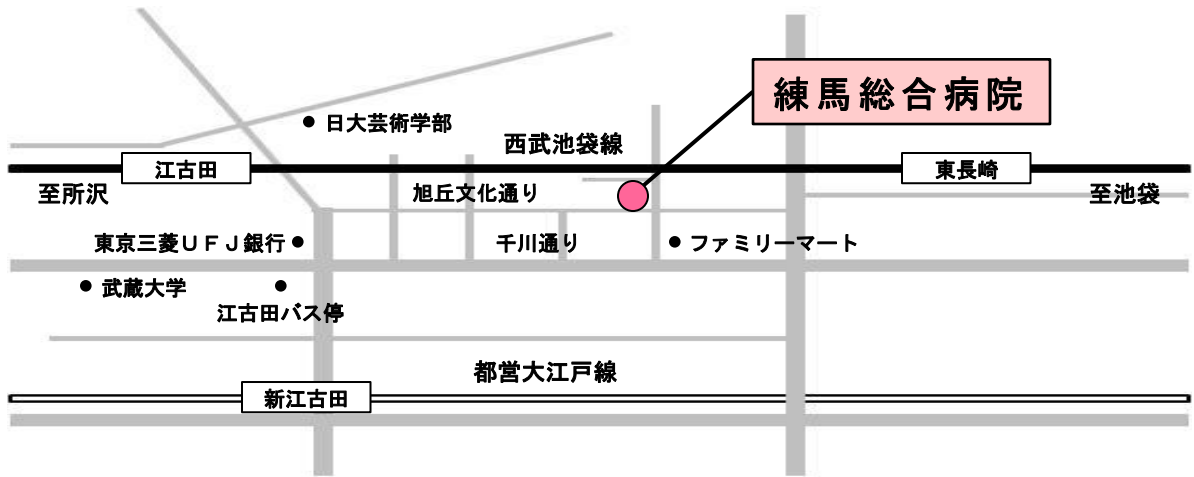 練馬総合病院
日大芸術学部
西武池袋線
江古田
東長崎
至所沢
旭丘文化通り
至池袋
東京三菱UFJ銀行
千川通り
ファミリーマート
武蔵大学
江古田バス停
都営大江戸線
新江古田